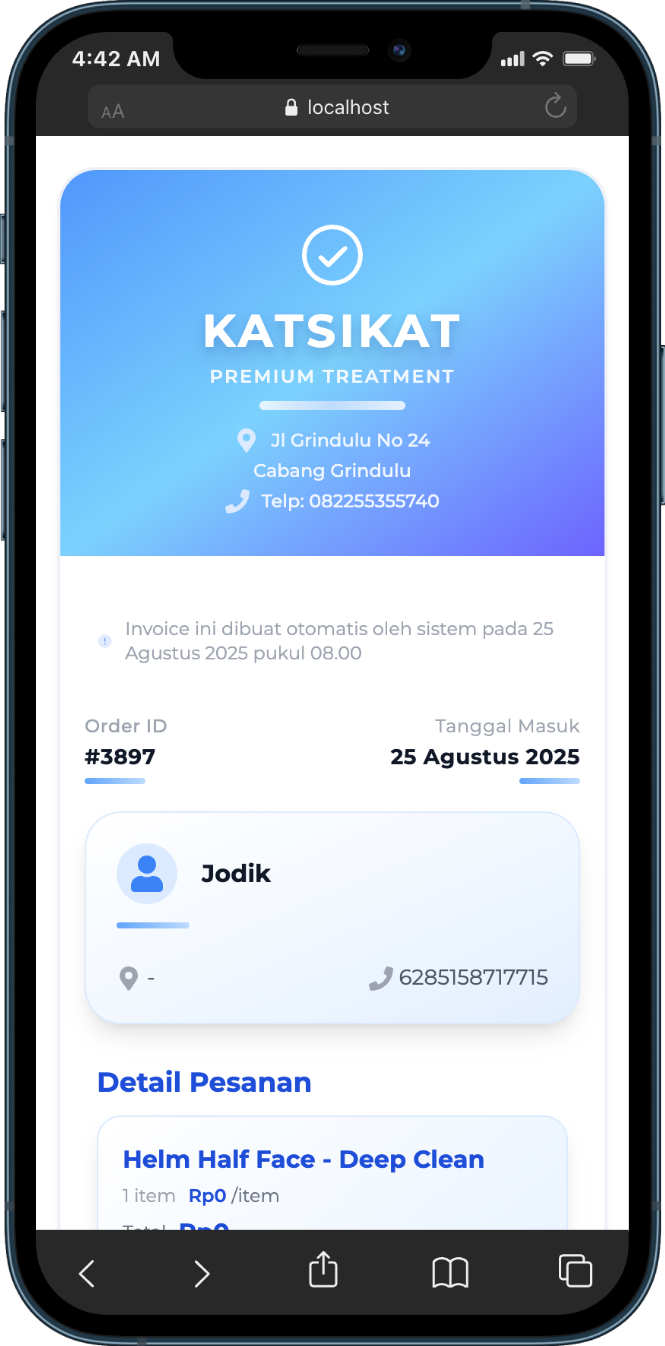 4:42 AM
AA
localhost
KATSIKAT
PREMIUM TREATMENT
Jl Grindulu No 24
Cabang Grindulu
Telp: 082255355740
Invoice ini dibuat otomatis oleh sistem pada 25
Agustus 2025 pukul 08.00
Order ID
Tanggal Masuk
#3897
25 Agustus 2025
Jodik
-
6285158717715
Detail Pesanan
Helm Half Face - Deep Clean
1 item Rp0 /item
Total Rp0